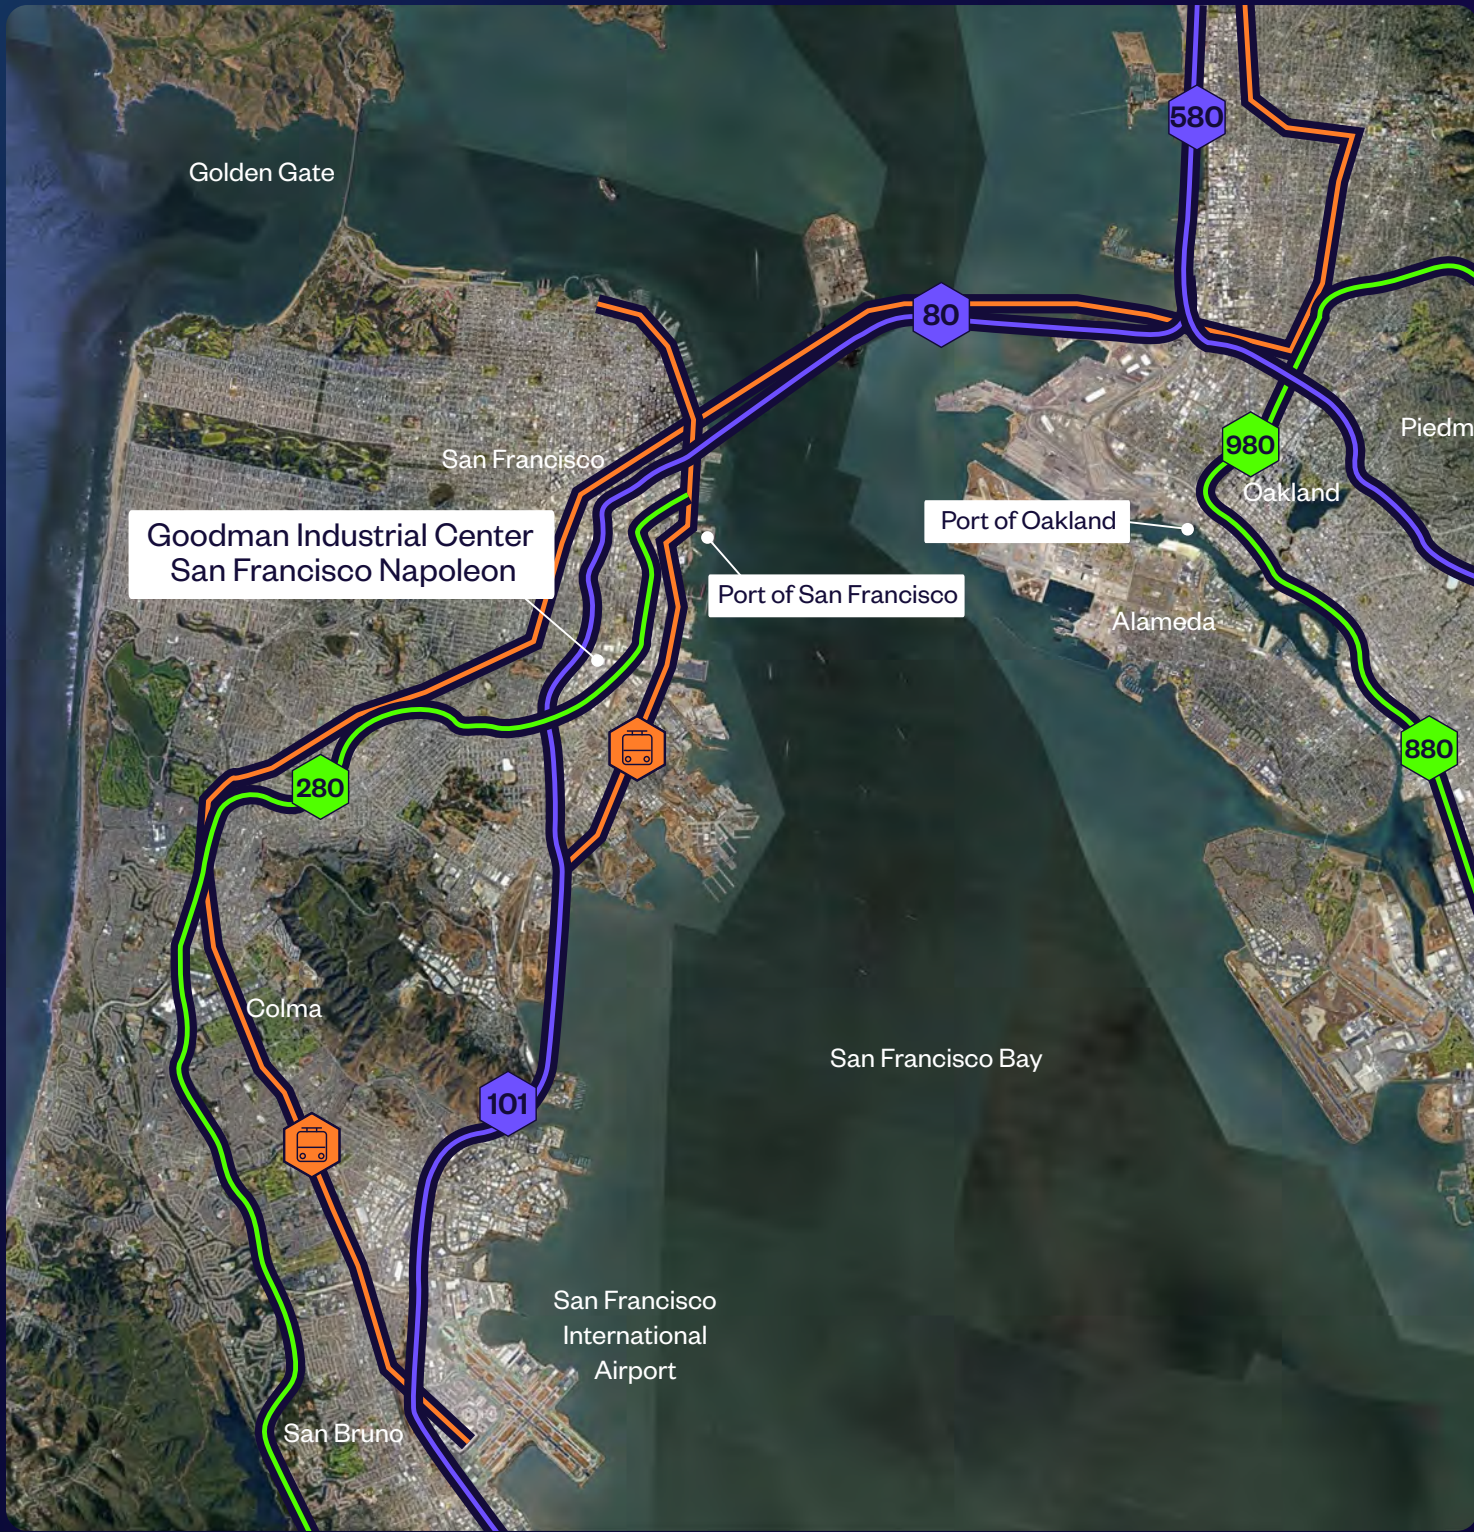 580
Golden Gate
80
Piedm
980
San Francisco
Oakland
Port of Oakland
Goodman Industrial Center
San Francisco Napoleon
Port of San Francisco
Alameda
880
280
Colma
San Francisco Bay
101
San Francisco
International
Airport
San Bruno